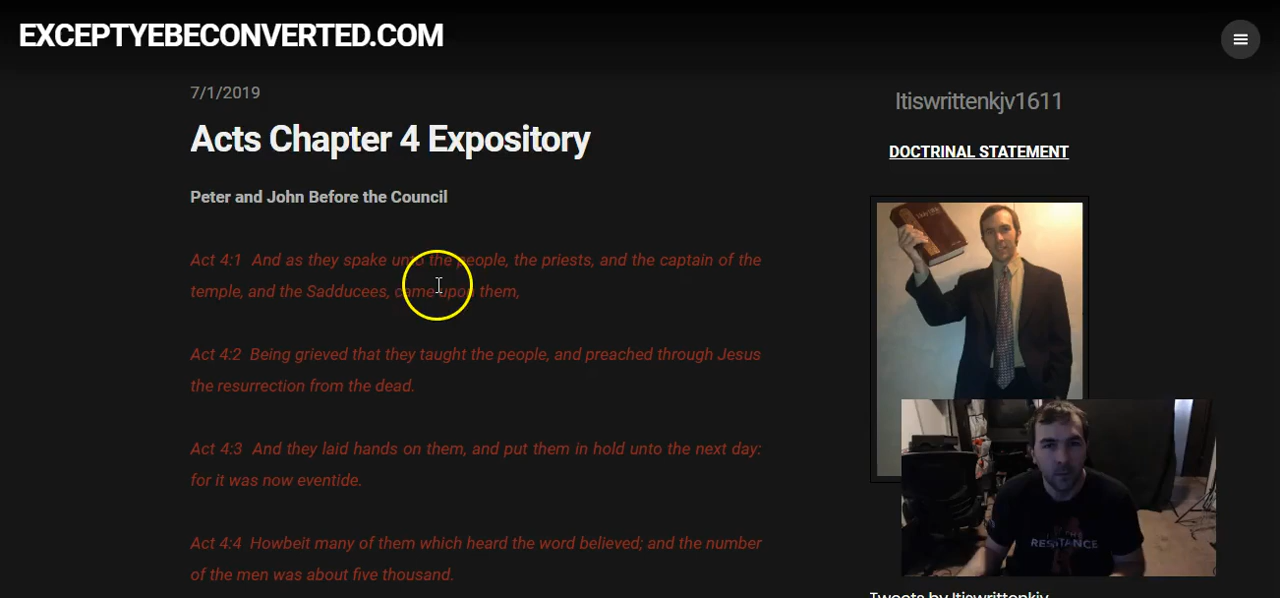 EXCEPTYEBECONVERTED.COM
7/1/2019
Itiswrittenkjv1611
Acts Chapter 4 Expository
DOCTRINAL STATEMENT
Peter and John Before the Council
Act 4:1 And as they spake unto the people, the priests, and the captain of the
temple, and the Sadducees, came upon them,
Act 4:2 Being grieved that they taught the people, and preached through Jesus
the resurrection from the dead.
Act 4:3 And they laid hands on them, and put them in hold unto the next day:
for it was now eventide.
Act 4:4 Howbeit many of them which heard the word believed; and the number
of the men was about five thousand.
RESISTANCE
Tweets by Itiswrittenkjv